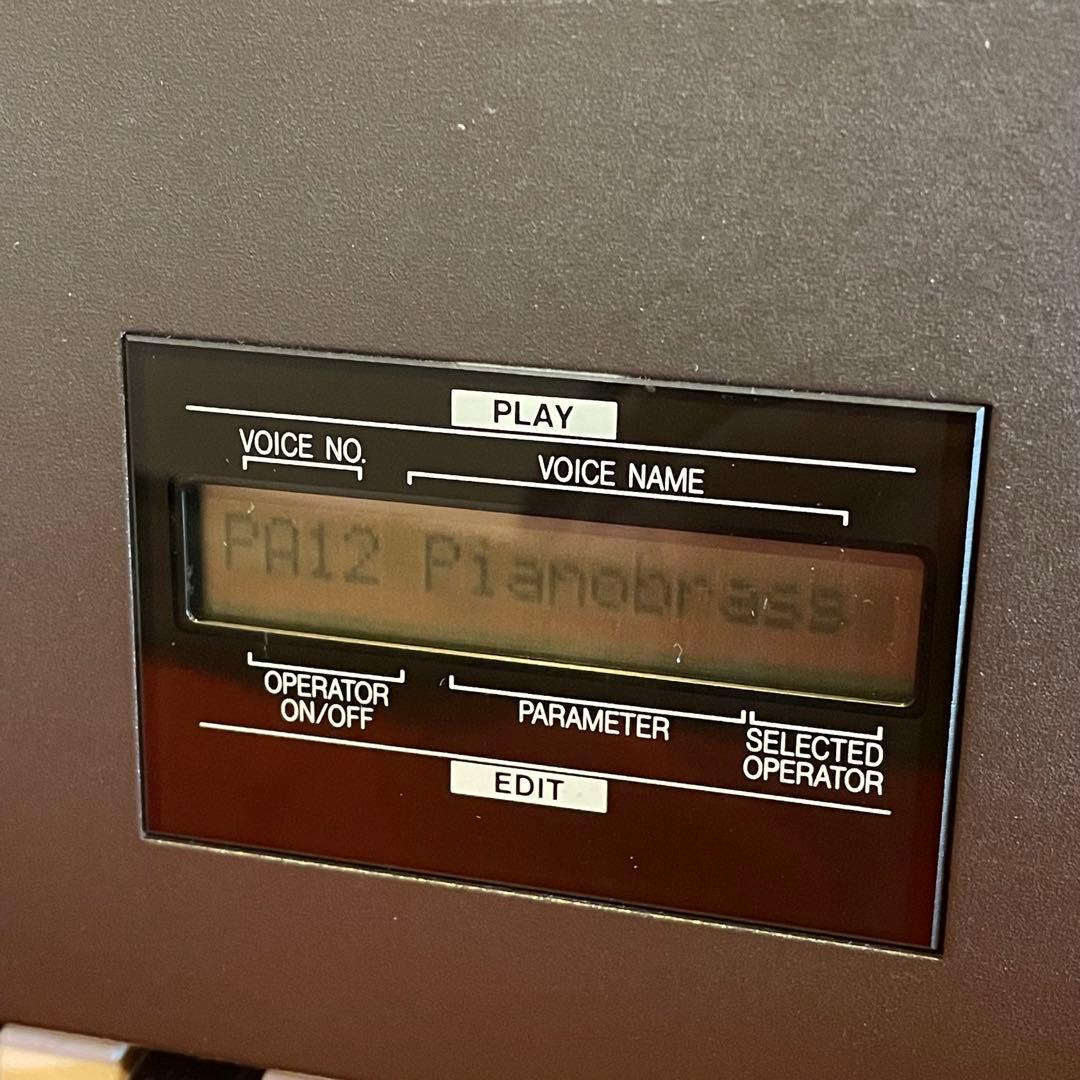 PLAY
VOICE NO. VOICE NAME
PA12 Pianobrass
OPERATOR
ON/OFF
PARAMETER
SELECTED
OPERATOR
EDIT